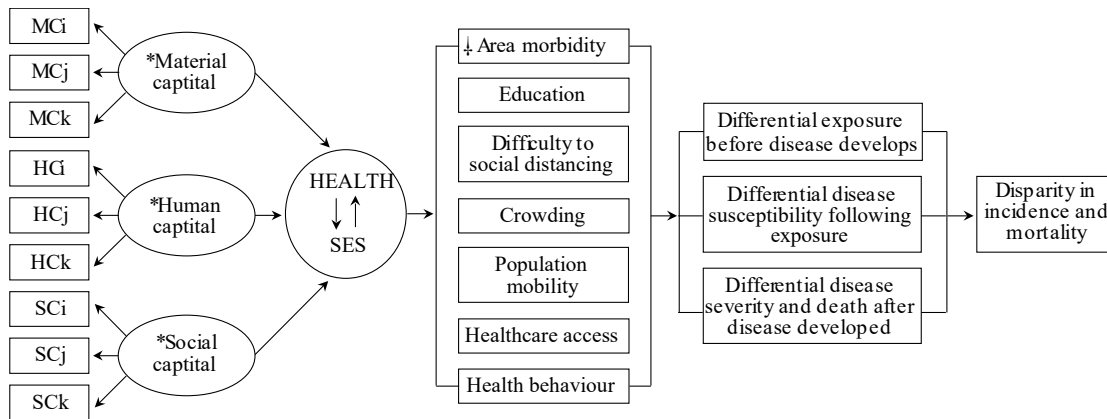 MCi
MCj
MCk
*Material
captital
HCi
HCj
HCk
*Human
capital
SCi
SCj
SCk
*Social
captital
HEALTH
SES
⸸ Area morbidity
Education
Difficulty to
social distancing
Crowding
Population
mobility
Healthcare access
Health behaviour
Differential exposure
before disease develops
Differential disease
susceptibility following
exposure
Differential disease
severity and death after
disease developed
Disparity in
incidence and
mortality